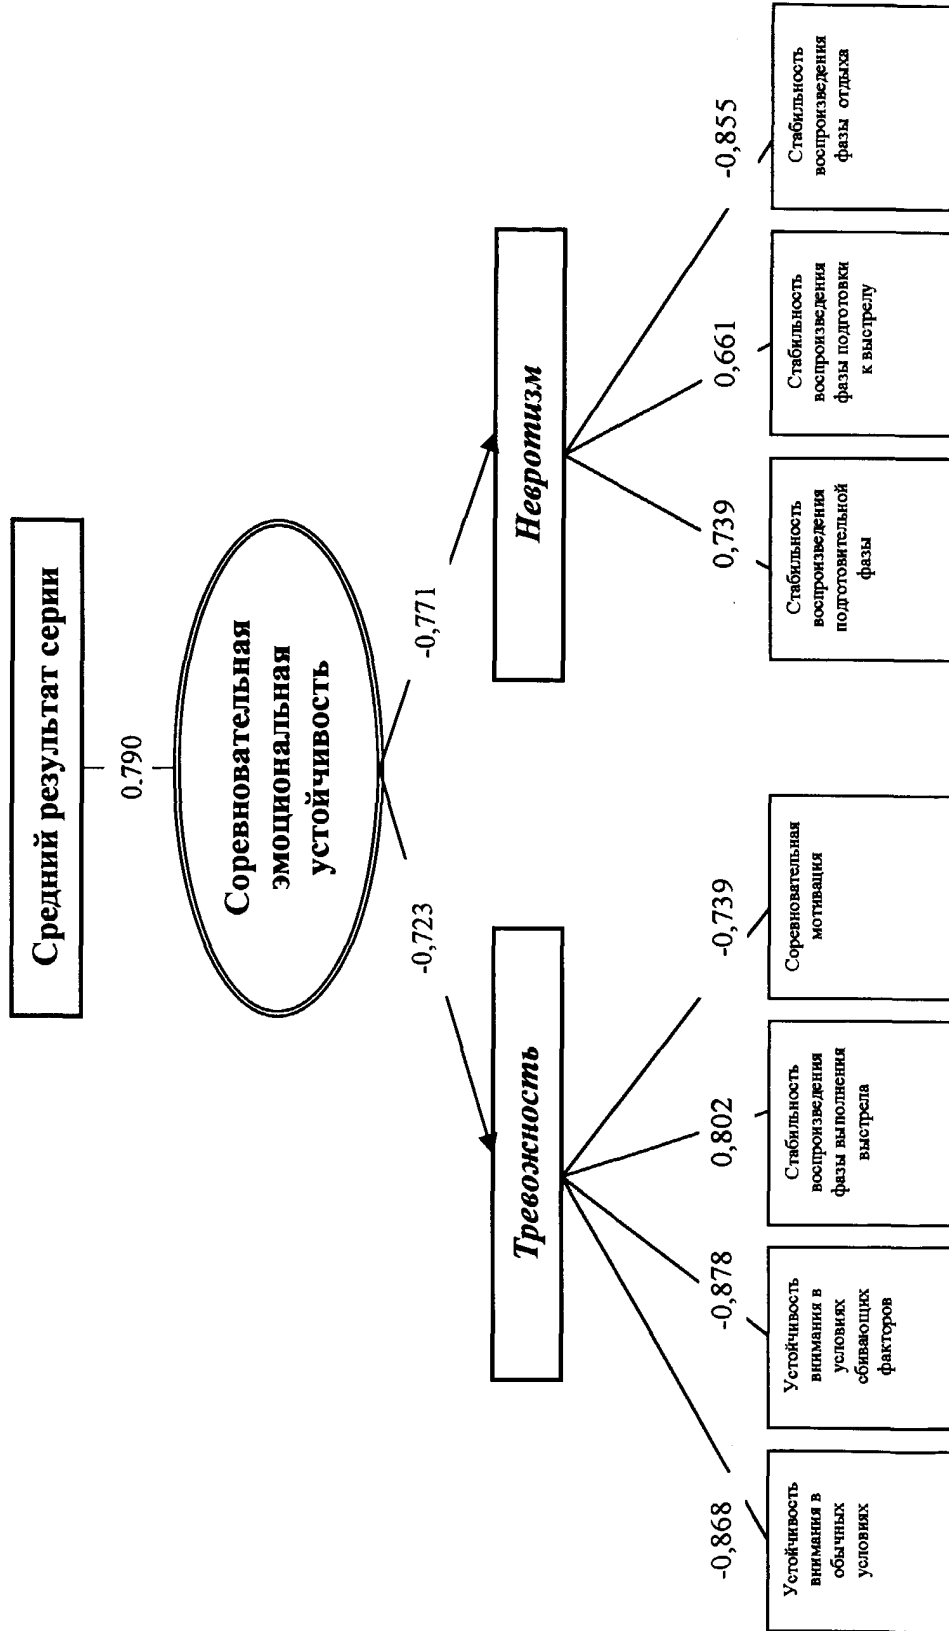 Средний результат серии
0.790
Соревновательная
эмоциональная
устойчивость
-0,723
-0,771
Тревожность
Невротизм
-0,868
-0,878
0,802
-0,739
0,739
0,661
-0,855
Устойчивость
внимания в
обычных
условиях
Устойчивость
внимания в
условиях
сбивающих
факторов
Стабильность
воспроизведения
фазы выполнения
выстрела
Соревновательная
мотивация
Стабильность
воспроизведения
подготовительной
фазы
Стабильность
воспроизведения
фазы подготовки
к выстрелу
Стабильность
воспроизведения
фазы отдыха